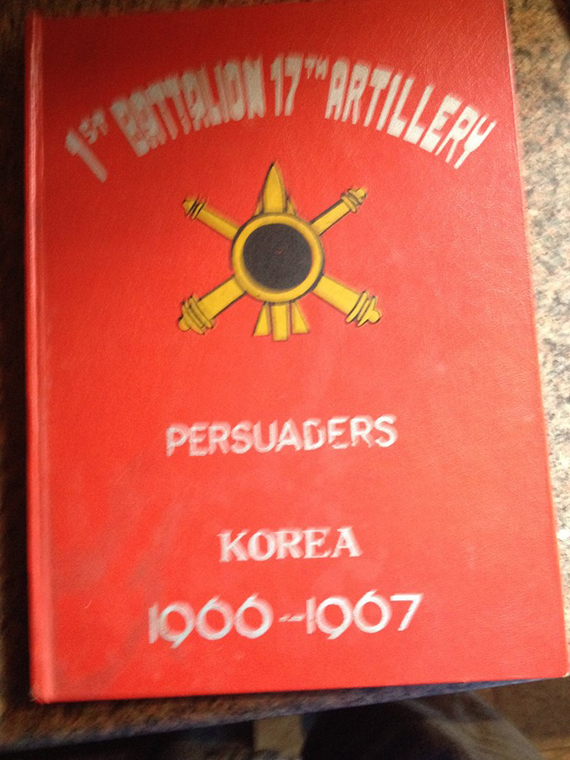 1ST BATTALION 17TH ARTILLERY
PERSUADERS
KOREA
1966--1967